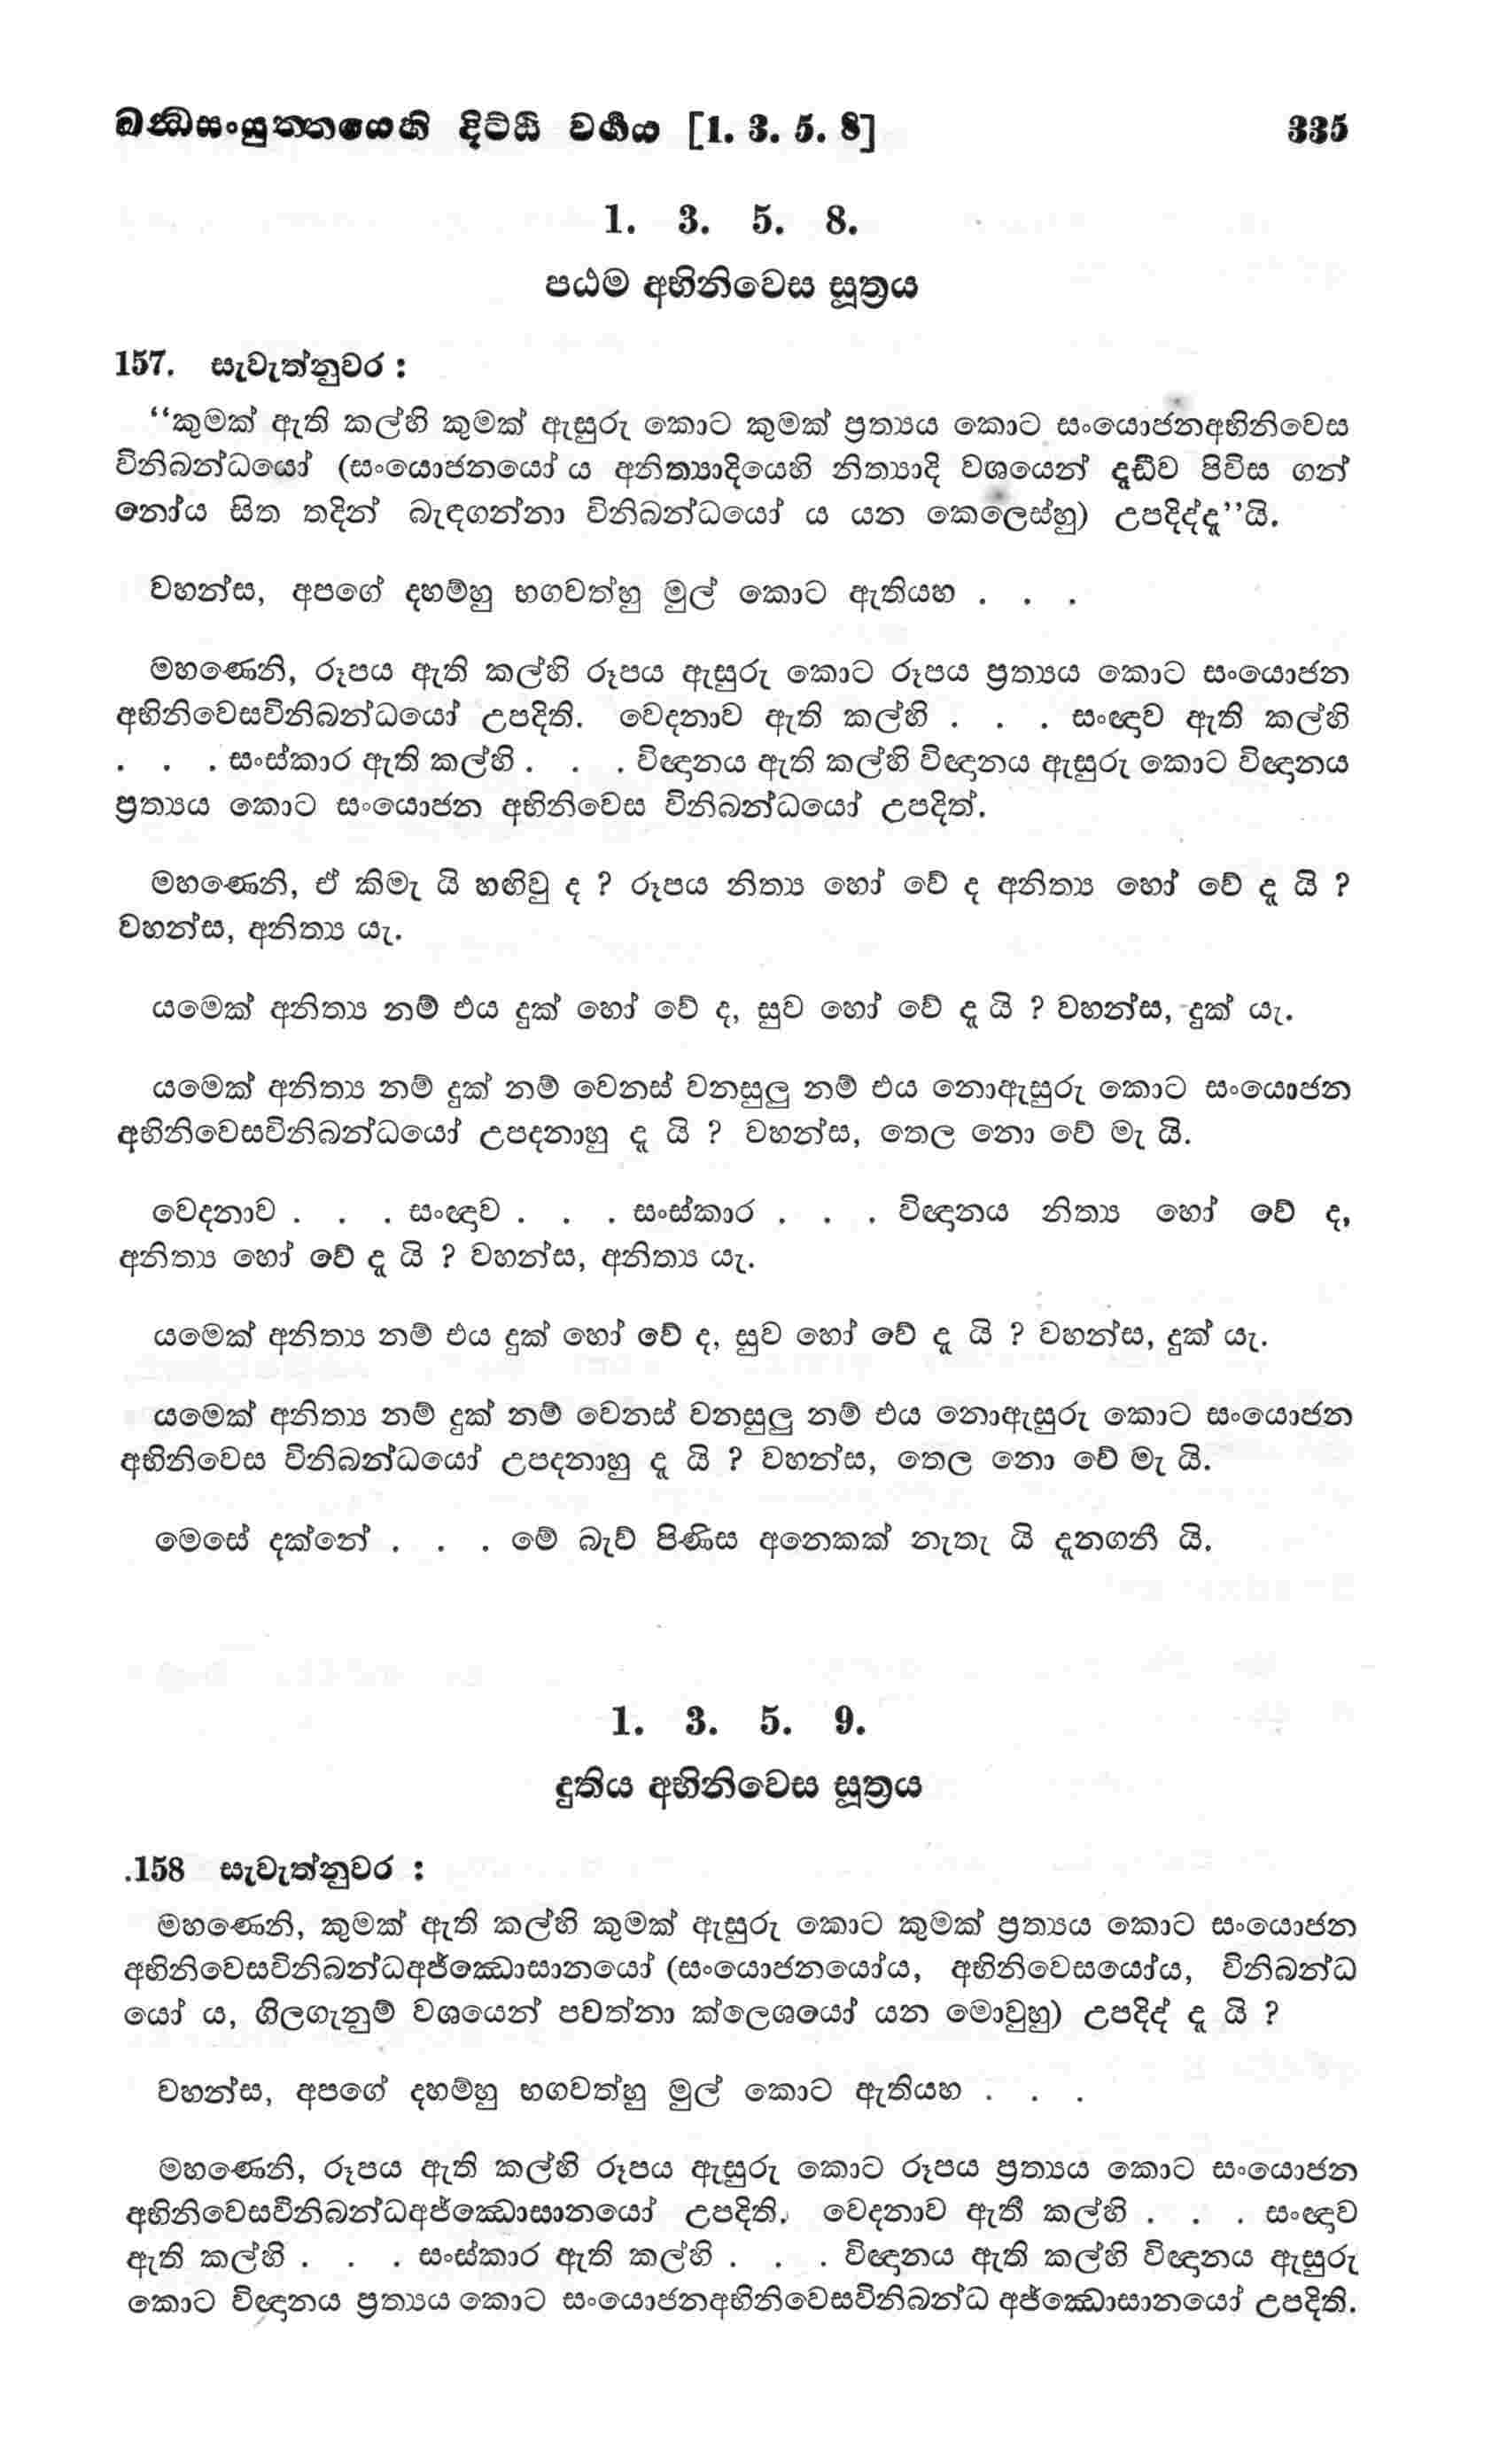 ඛන්ධසංයුත්තයෙහි දිට්ඨි වර්ගය [1. 3. 5. 8] 335
1. 3. 5. 8.
පඨම අභිනිවෙස සූත්‍රය
157. සැවැත්නුවර :
“කුමක් ඇති කල්හි කුමක් ඇසුරු කොට කුමක් ප්‍රත්‍යය කොට සංයොජනඅභිනිවෙස
විනිබන්ධයෝ (සංයොජනයෝ ය අනිත්‍යාදියෙහි නිත්‍යාදි වශයෙන් දෘඪව පිවිස ගන්
නෝය සිත තදින් බැඳගන්නා විනිබන්ධයෝ ය යන කෙලෙස්හු) උපදිද්දැ”යි.
වහන්ස, අපගේ දහම්හු භගවත්හු මුල් කොට ඇතියහ . . .
මහණෙනි, රූපය ඇති කල්හි රූපය ඇසුරු කොට රූපය ප්‍රත්‍යය කොට සංයොජන
අභිනිවෙසවිනිබන්ධයෝ උපදිති. වෙදනාව ඇති කල්හි . . . සංඥාව ඇති කල්හි
. . . සංස්කාර ඇති කල්හි . . . විඥානය ඇති කල්හි විඥානය ඇසුරු කොට විඥානය
ප්‍රත්‍යය කොට සංයොජන අභිනිවෙස විනිබන්ධයෝ උපදිත්.
මහණෙනි, ඒ කිමැ යි හඟිවු ද ? රූපය නිත්‍ය හෝ වේ ද අනිත්‍ය හෝ වේ දැ යි ?
වහන්ස, අනිත්‍ය යැ.
යමෙක් අනිත්‍ය නම් එය දුක් හෝ වේ ද, සුව හෝ වේ දැ යි ? වහන්ස, දුක් යැ.
යමෙක් අනිත්‍ය නම් දුක් නම් වෙනස් වනසුලු නම් එය නොඇසුරු කොට සංයොජන
අභිනිවෙසවිනිබන්ධයෝ උපදනාහු දැ යි ? වහන්ස, තෙල නො වේ මැ යි.
වෙදනාව . . . සංඥාව . . . සංස්කාර . . . විඥානය නිත්‍ය හෝ වේ ද,
අනිත්‍ය හෝ වේ දැ යි ? වහන්ස, අනිත්‍ය යැ.
යමෙක් අනිත්‍ය නම් එය දුක් හෝ වේ ද, සුව හෝ වේ දැ යි ? වහන්ස, දුක් යැ.
යමෙක් අනිත්‍ය නම් දුක් නම් වෙනස් වනසුලු නම් එය නොඇසුරු කොට සංයොජන
අභිනිවෙස විනිබන්ධයෝ උපදනාහු දැ යි ? වහන්ස, තෙල නො වේ මැ යි.
මෙසේ දක්නේ . . . මේ බැව් පිණිස අනෙකක් නැතැ යි දැනගනී යි.
1. 3. 5. 9.
දුතිය අභිනිවෙස සූත්‍රය
.158 සැවැත්නුවර :
මහණෙනි, කුමක් ඇති කල්හි කුමක් ඇසුරු කොට කුමක් ප්‍රත්‍යය කොට සංයොජන
අභිනිවෙසවිනිබන්ධඅජ්ඣොසානයෝ (සංයොජනයෝය, අභිනිවෙසයෝය, විනිබන්ධ
යෝ ය, ගිලගැනුම් වශයෙන් පවත්නා ක්ලෙශයෝ යන මොවුහු) උපදිද් දැ යි ?
වහන්ස, අපගේ දහම්හු භගවත්හු මුල් කොට ඇතියහ . . .
මහණෙනි, රූපය ඇති කල්හි රූපය ඇසුරු කොට රූපය ප්‍රත්‍යය කොට සංයොජන
අභිනිවෙසවිනිබන්ධඅජ්ඣොසානයෝ උපදිති. වෙදනාව ඇති කල්හි . . . සංඥාව
ඇති කල්හි . . . සංස්කාර ඇති කල්හි . . . විඥානය ඇති කල්හි විඥානය ඇසුරු
කොට විඥානය ප්‍රත්‍යය කොට සංයොජනඅභිනිවෙසවිනිබන්ධ අජ්ඣොසානයෝ උපදිති.